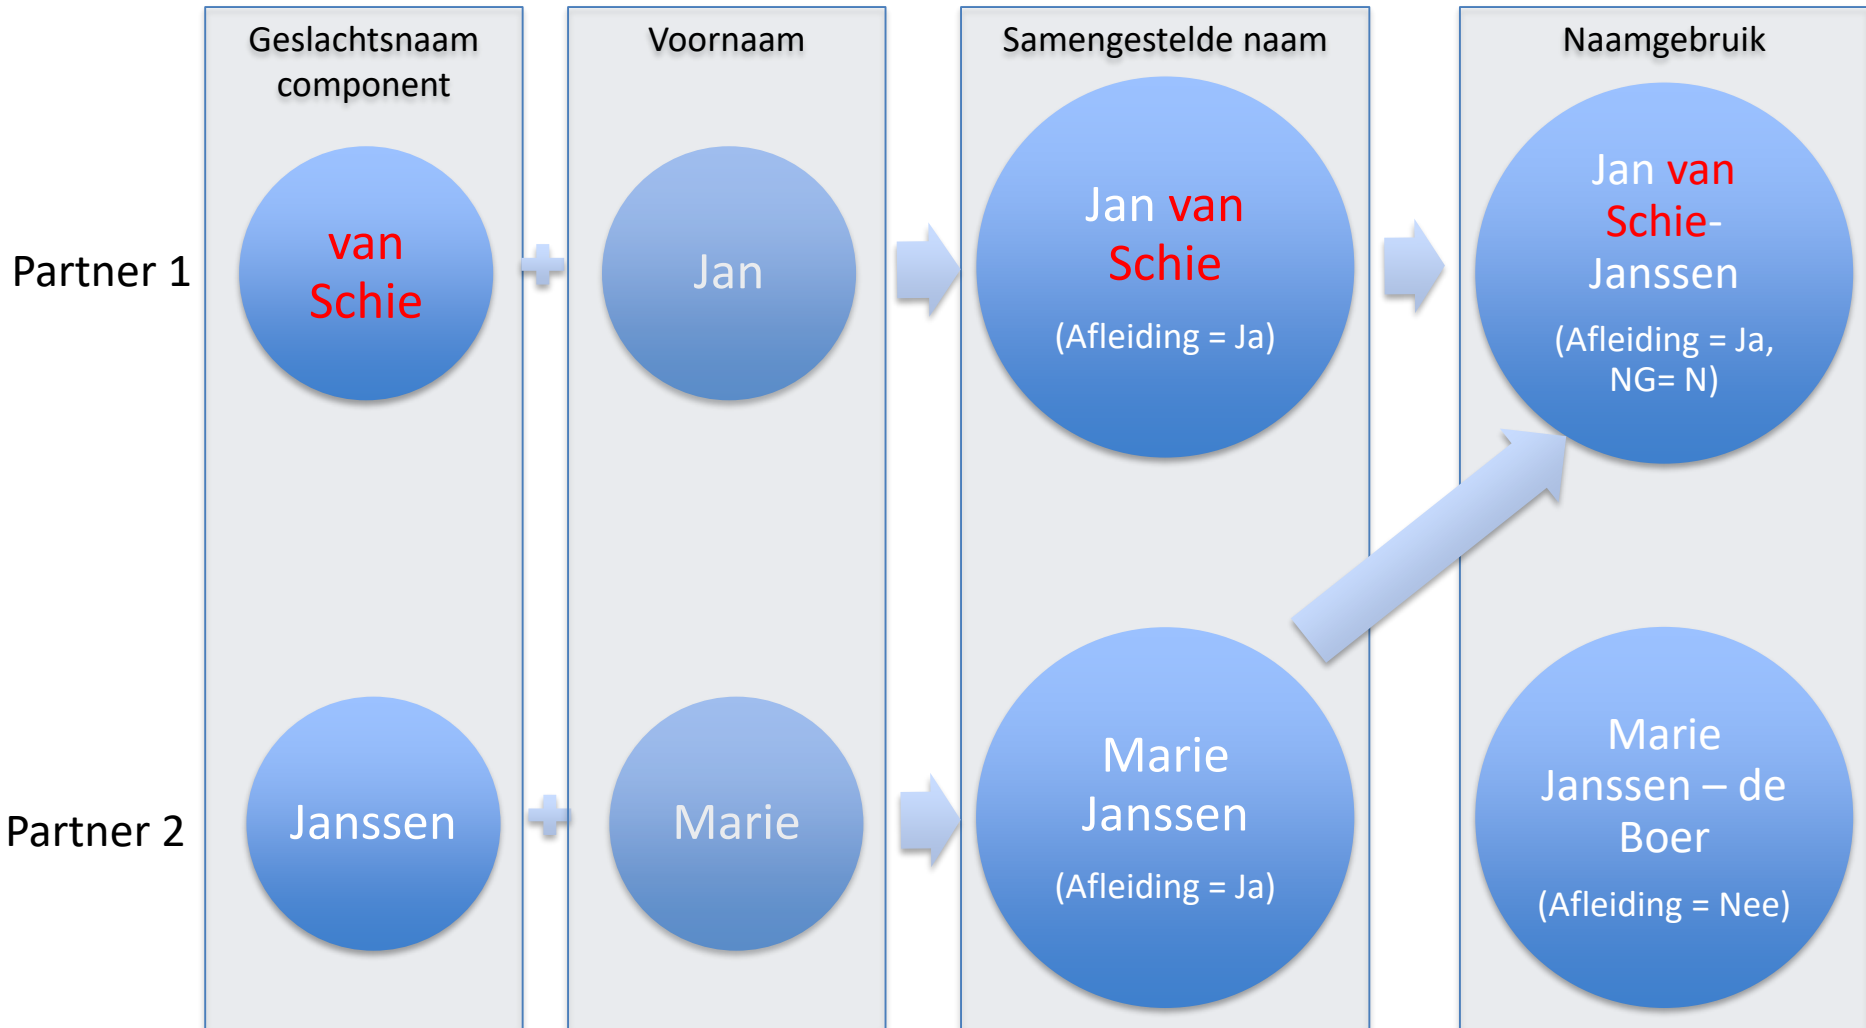 Geslachtsnaam
component
Voornaam
Samengestelde naam
Naamgebruik
Partner 1
van
Schie
Jan
Jan van
Schie
(Afleiding = Ja)
Jan van
Schie-
Janssen
(Afleiding = Ja,
NG= N)
Partner 2
Janssen
Marie
Marie
Janssen
(Afleiding = Ja)
Marie
Janssen – de
Boer
(Afleiding = Nee)